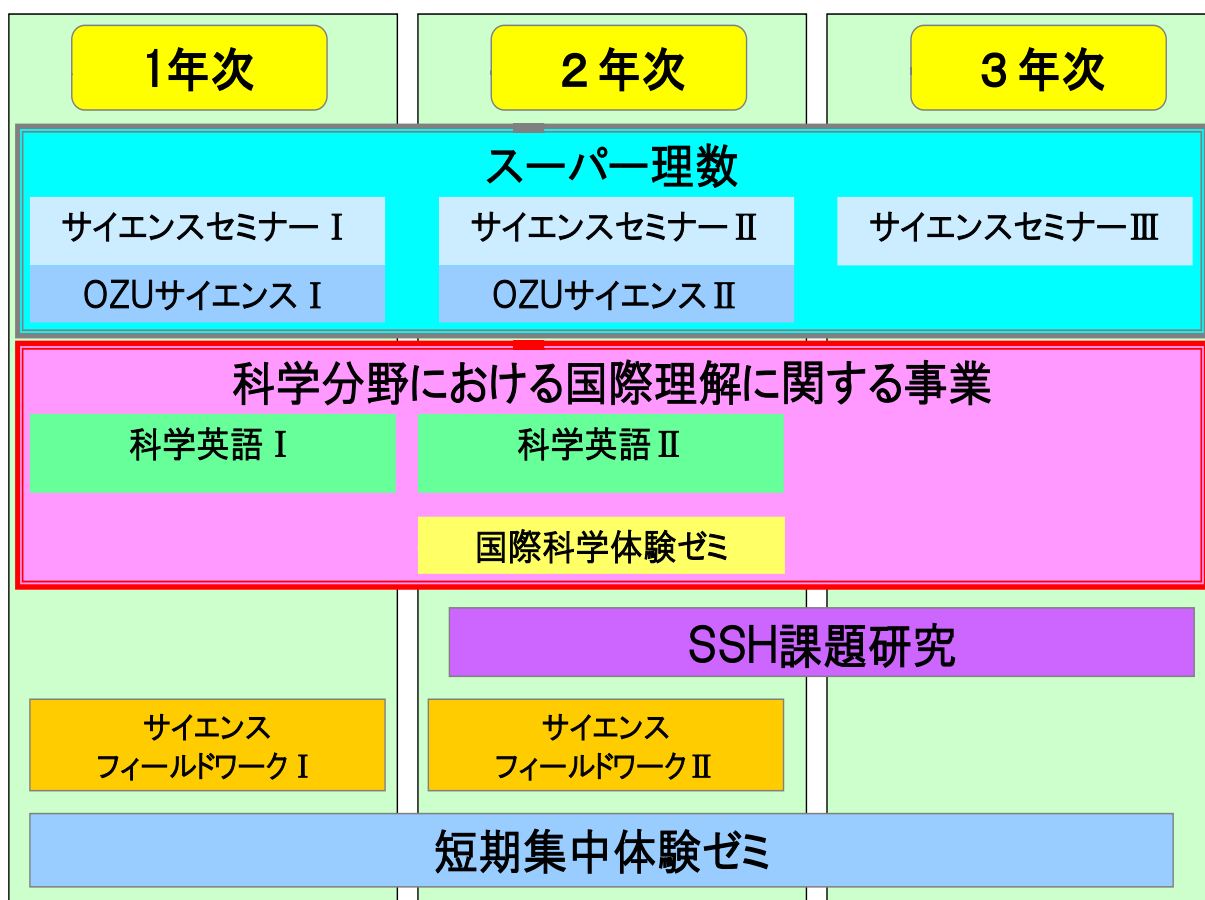 1年次
２年次
３年次
スーパー理数
サイエンスセミナーⅠ
サイエンスセミナーⅡ
サイエンスセミナーⅢ
OZUサイエンスⅠ
OZUサイエンスⅡ
科学分野における国際理解に関する事業
科学英語Ⅰ
科学英語Ⅱ
国際科学体験ゼミ
SSH課題研究
サイエンス
フィールドワークⅠ
サイエンス
フィールドワークⅡ
短期集中体験ゼミ